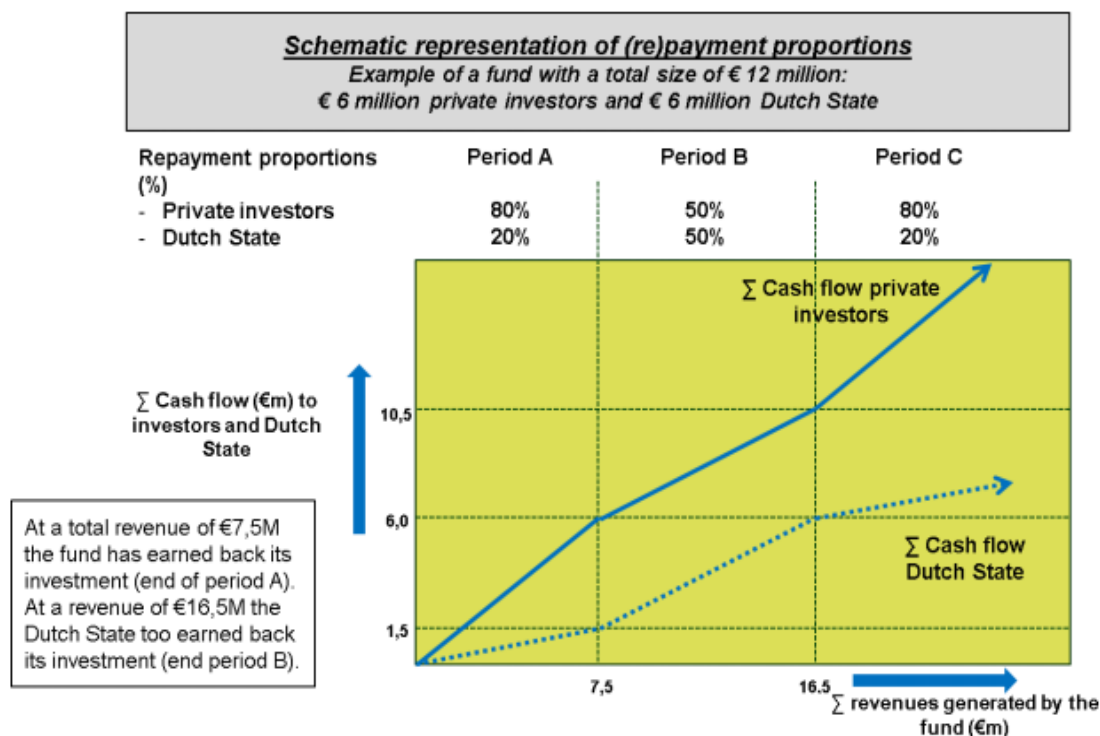 Schematic representation of (re)payment proportions
Example of a fund with a total size of € 12 million:
€ 6 million private investors and € 6 million Dutch State
Repayment proportions
(%)
- Private investors
- Dutch State
Period A
80%
20%
Period B
50%
50%
Period C
80%
20%
∑ Cash flow private
investors
∑ Cash flow (€m) to
investors and Dutch
State
10,5
6,0
1,5
∑ Cash flow
Dutch State
At a total revenue of €7,5M
the fund has earned back its
investment (end of period A).
At a revenue of €16,5M the
Dutch State too earned back
its investment (end period B).
7,5
16.5
∑ revenues generated by the
fund (€m)